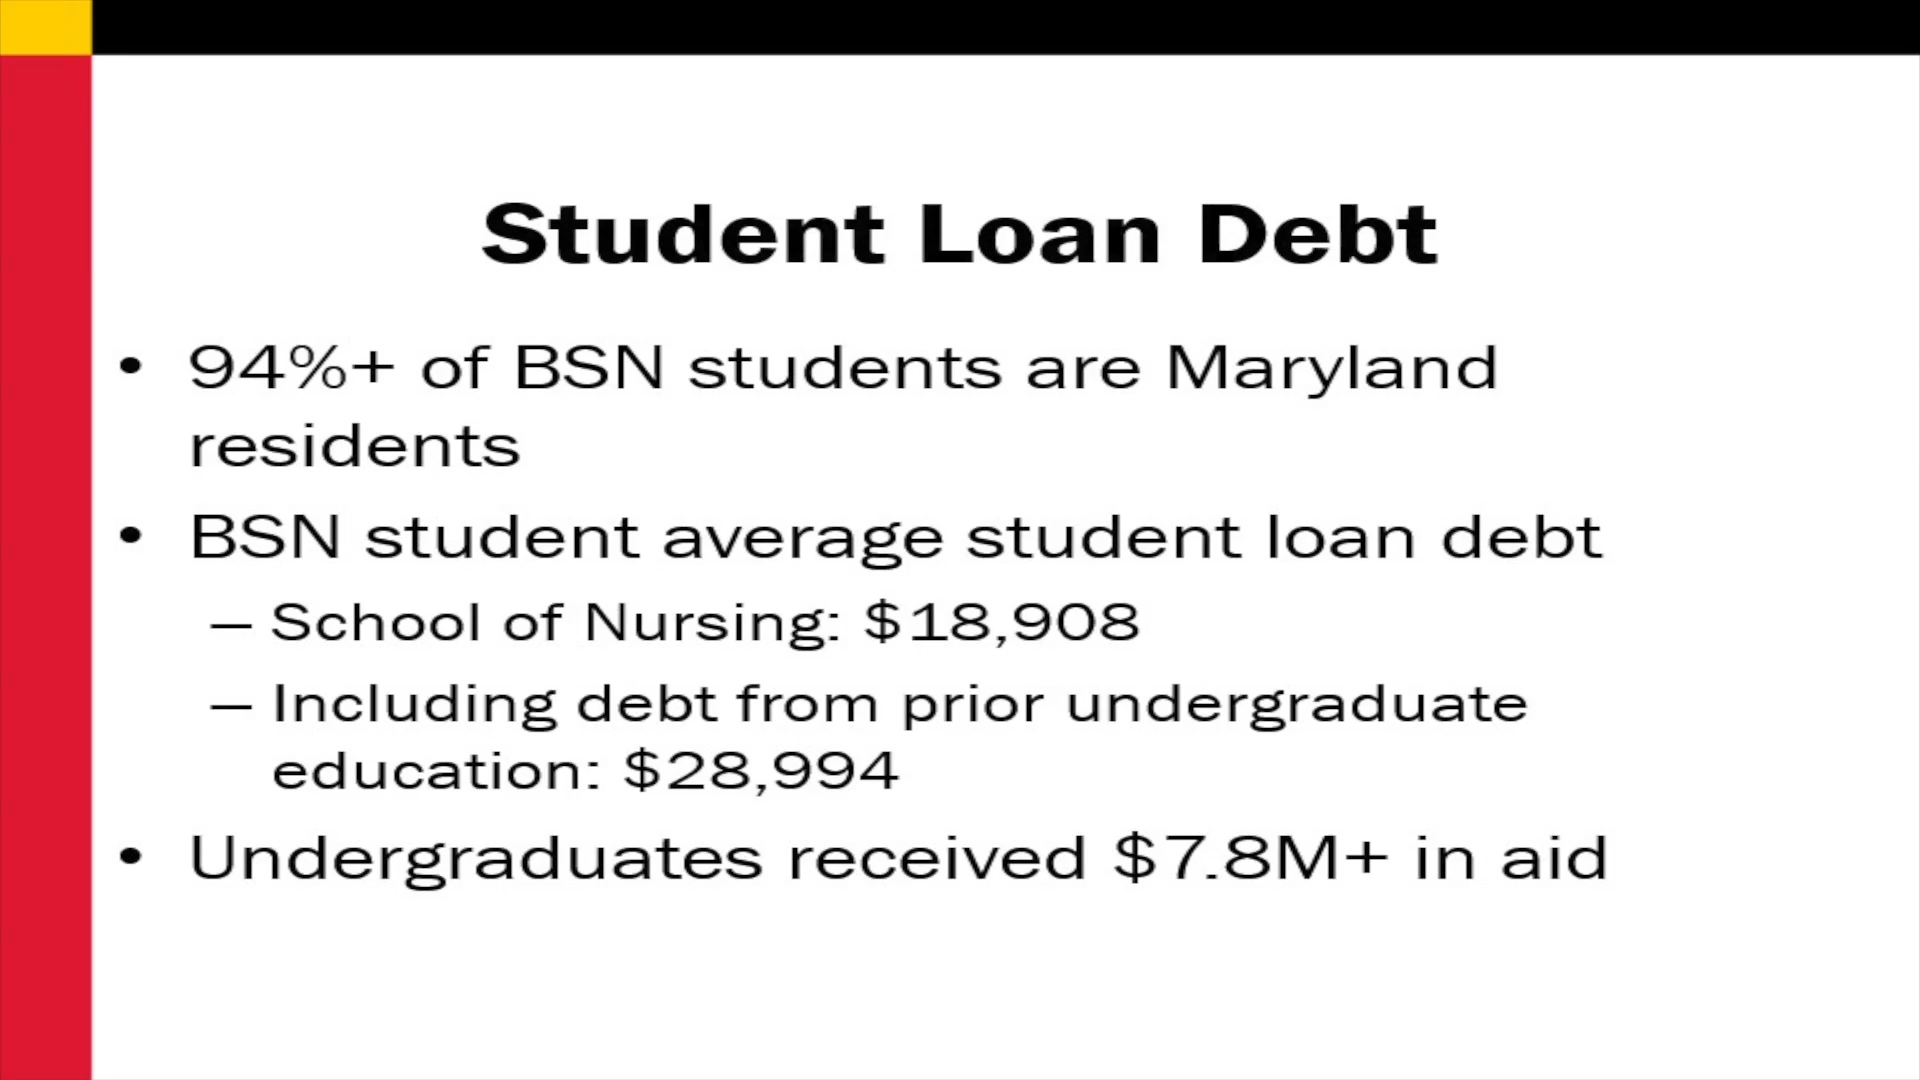 Student Loan Debt
• 94%+ of BSN students are Maryland
residents
• BSN student average student loan debt
– School of Nursing: $18,908
– Including debt from prior undergraduate
education: $28,994
• Undergraduates received $7.8M+ in aid